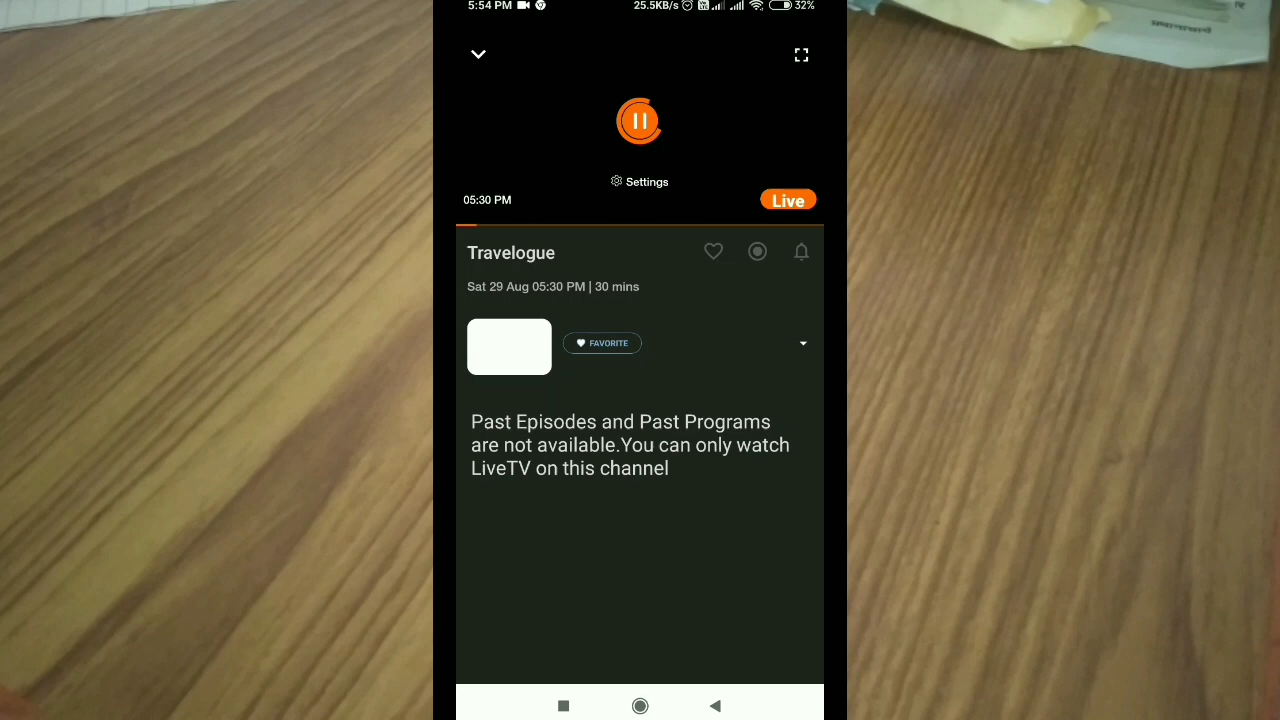 5:54 PM
25.5KB/s
32%
Settings
05:30 PM
Live
Travelogue
Sat 29 Aug 05:30 PM | 30 mins
FAVORITE
Past Episodes and Past Programs
are not available.You can only watch
LiveTV on this channel